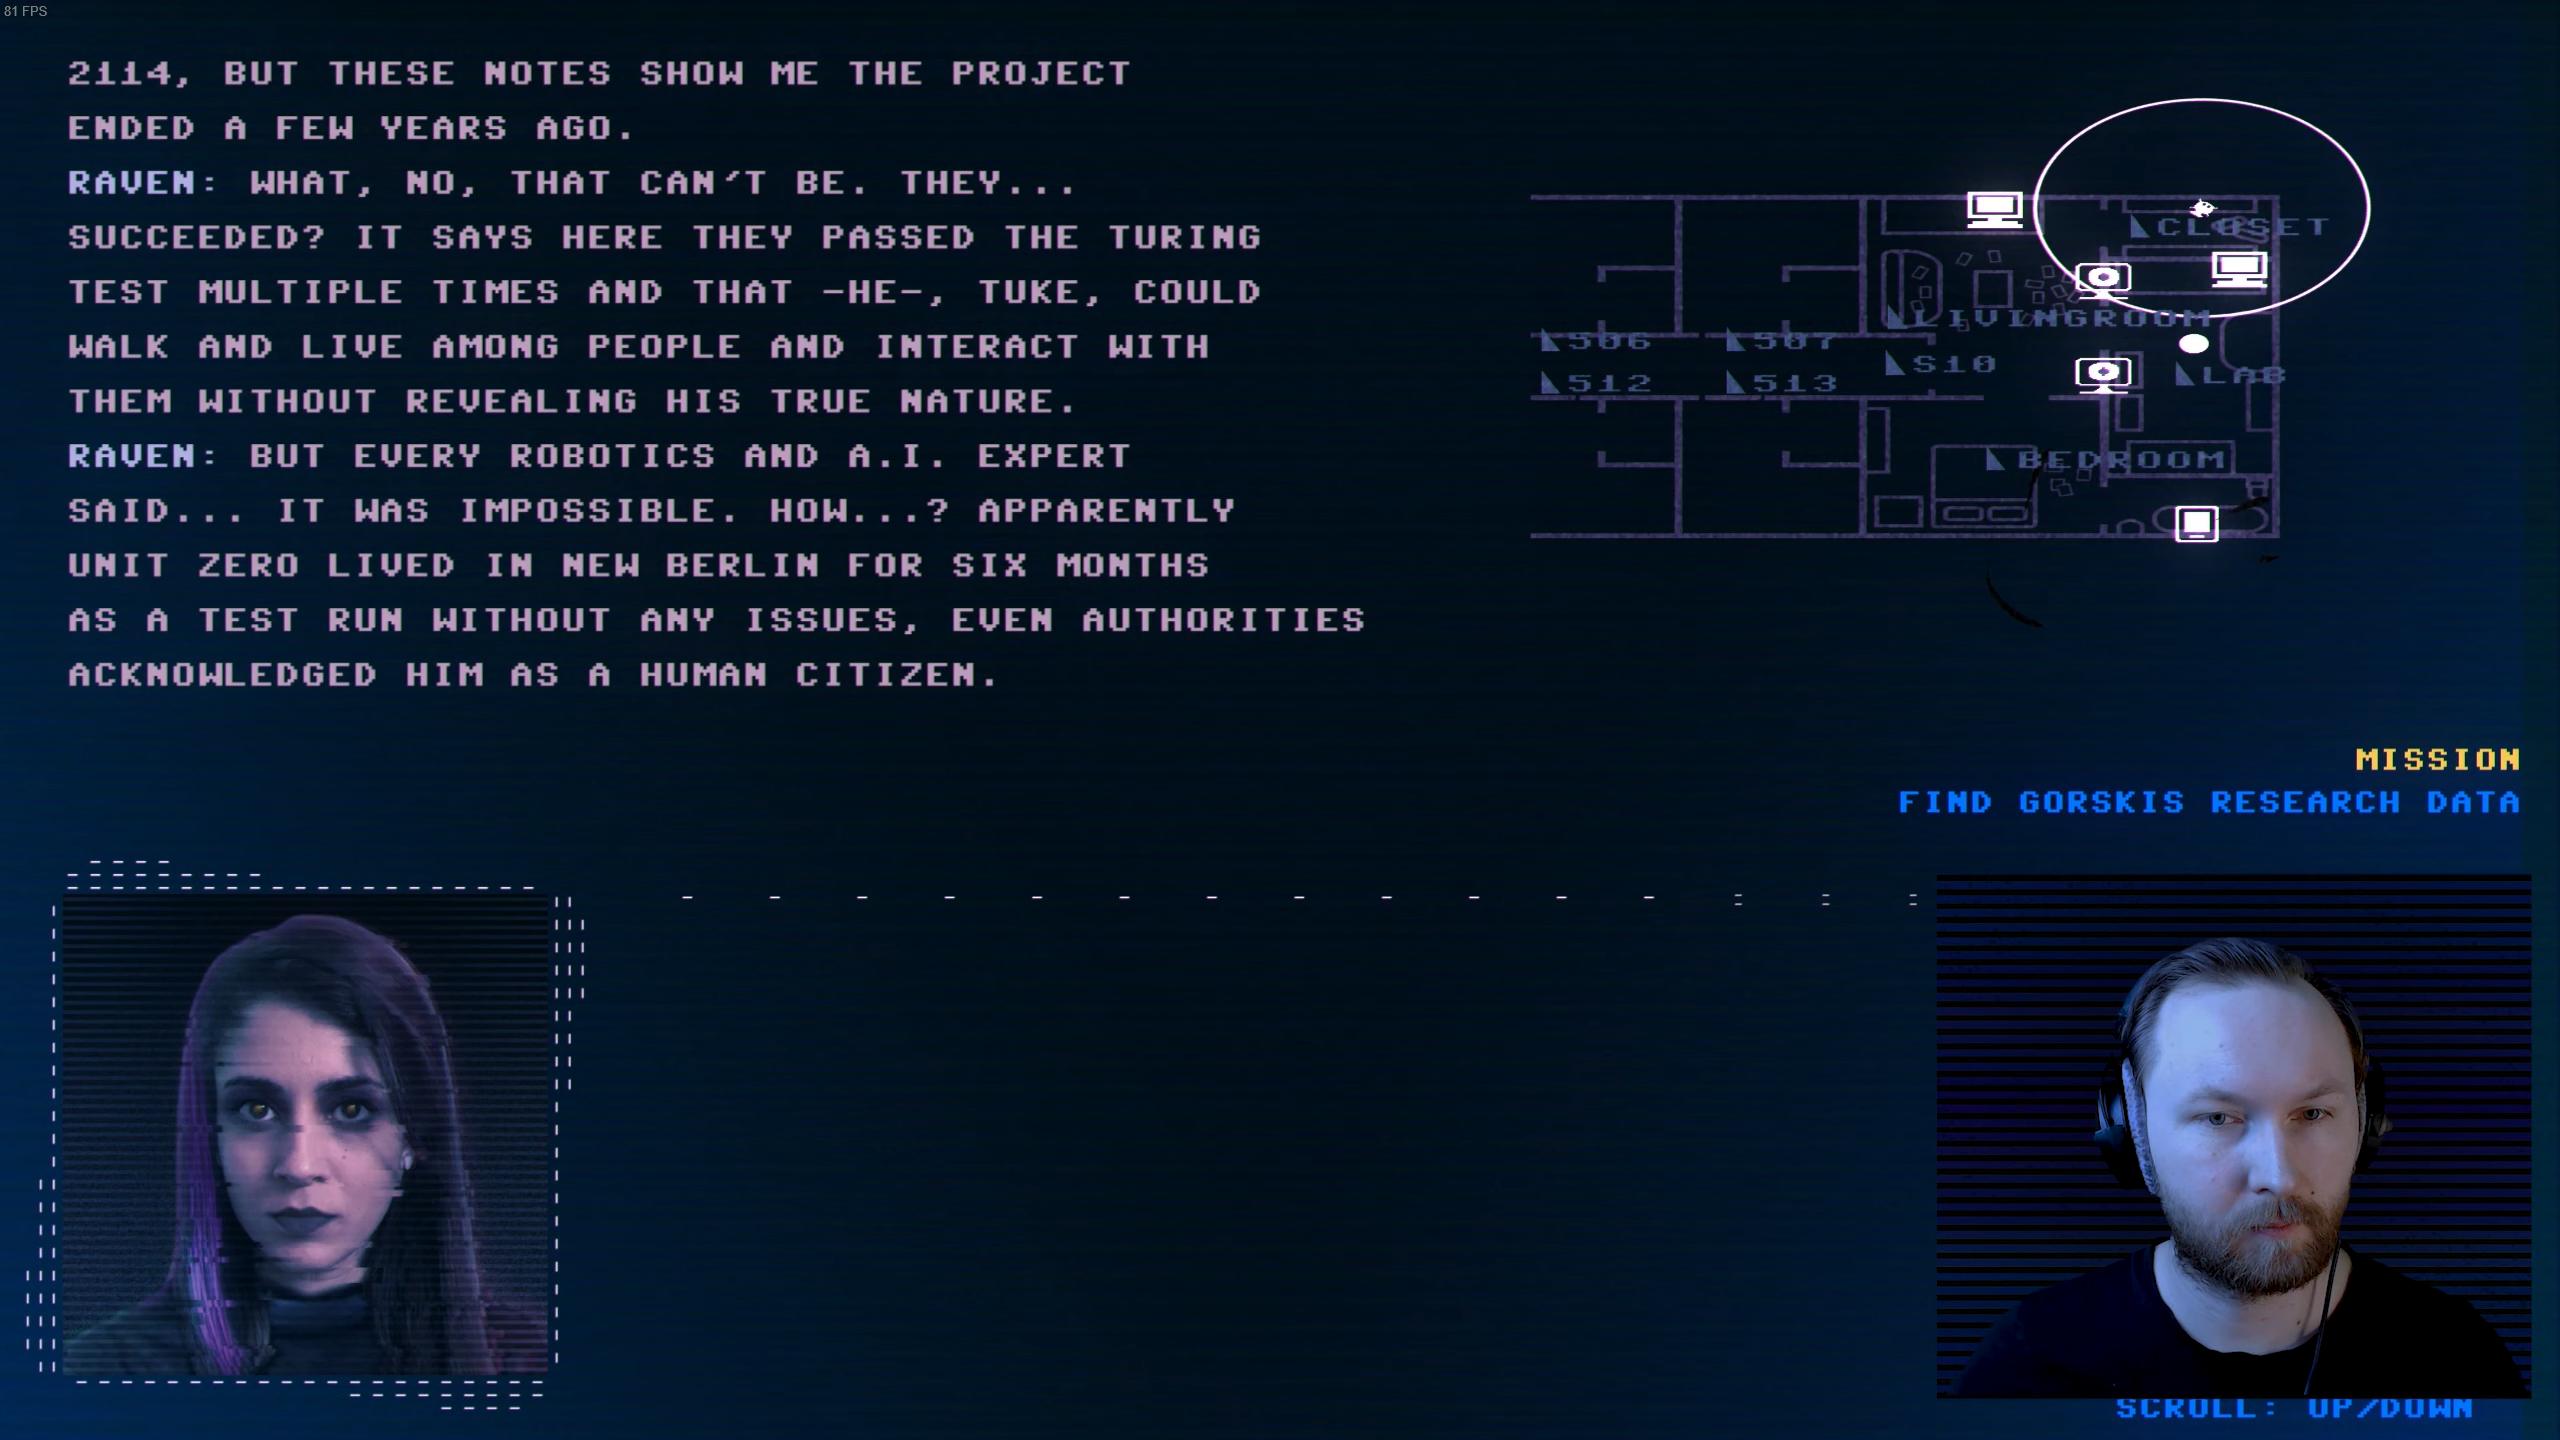 81 FPS
2114, BUT THESE NOTES SHOW ME THE PROJECT
ENDED A FEW YEARS AGO.
RAVEN: WHAT, NO, THAT CAN'T BE. THEY...
SUCCEEDED? IT SAYS HERE THEY PASSED THE TURING
TEST MULTIPLE TIMES AND THAT -HE-, TUKE, COULD
WALK AND LIVE AMONG PEOPLE AND INTERACT WITH
THEM WITHOUT REVEALING HIS TRUE NATURE.
RAVEN: BUT EVERY ROBOTICS AND A.I. EXPERT
SAID... IT WAS IMPOSSIBLE. HOW...? APPARENTLY
UNIT ZERO LIVED IN NEW BERLIN FOR SIX MONTHS
AS A TEST RUN WITHOUT ANY ISSUES, EVEN AUTHORITIES
ACKNOWLEDGED HIM AS A HUMAN CITIZEN.
CLOSET
LIVINGROOM
506
507
S10
512
513
LAB
BEDROOM
MISSION
FIND GORSKIS RESEARCH DATA
SCROLL: UP/DOWN